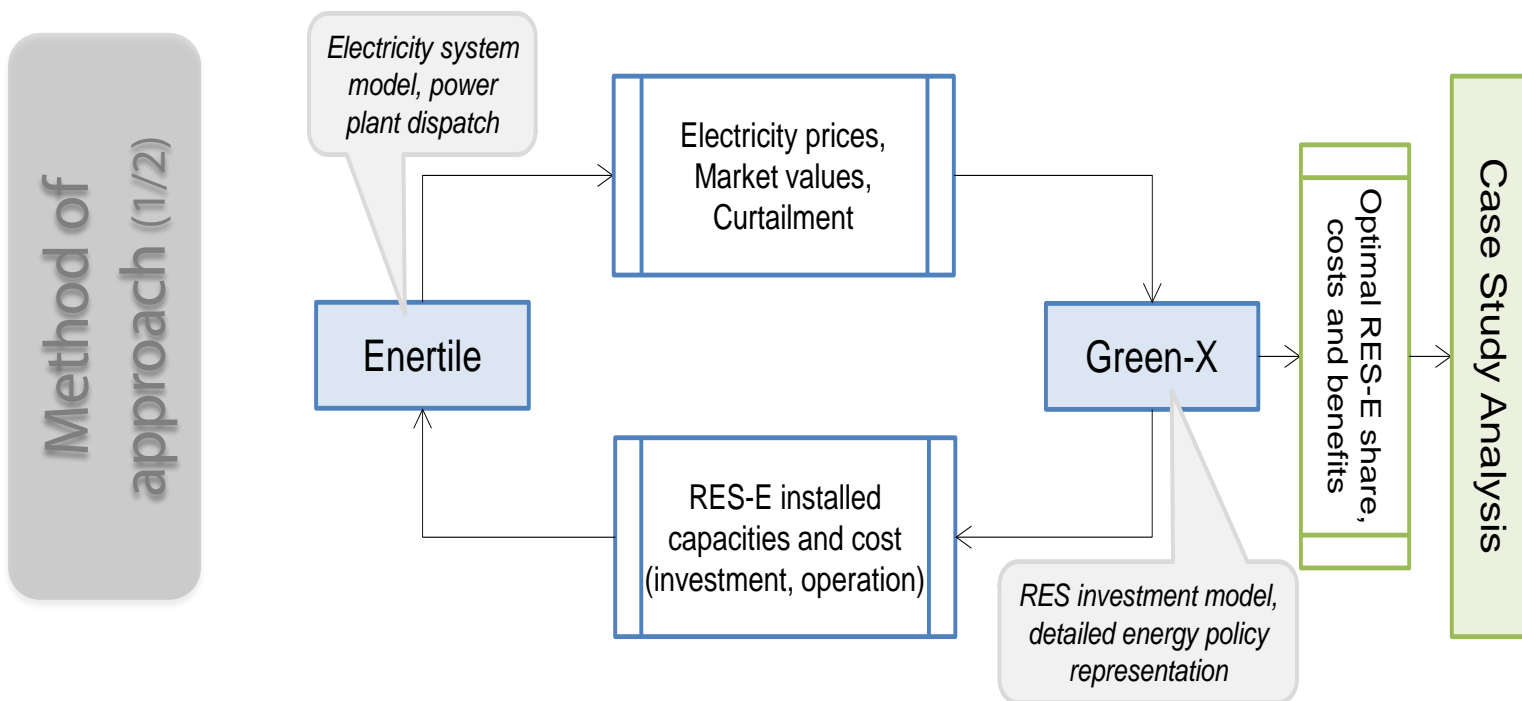 Method of
approach (1/2)
Electricity system
model, power
plant dispatch
Electricity prices,
Market values,
Curtailment
Enertile
Green-X
RES-E installed
capacities and cost
(investment, operation)
RES investment model,
detailed energy policy
representation
Optimal RES-E share,
costs and benefits
Case Study Analysis